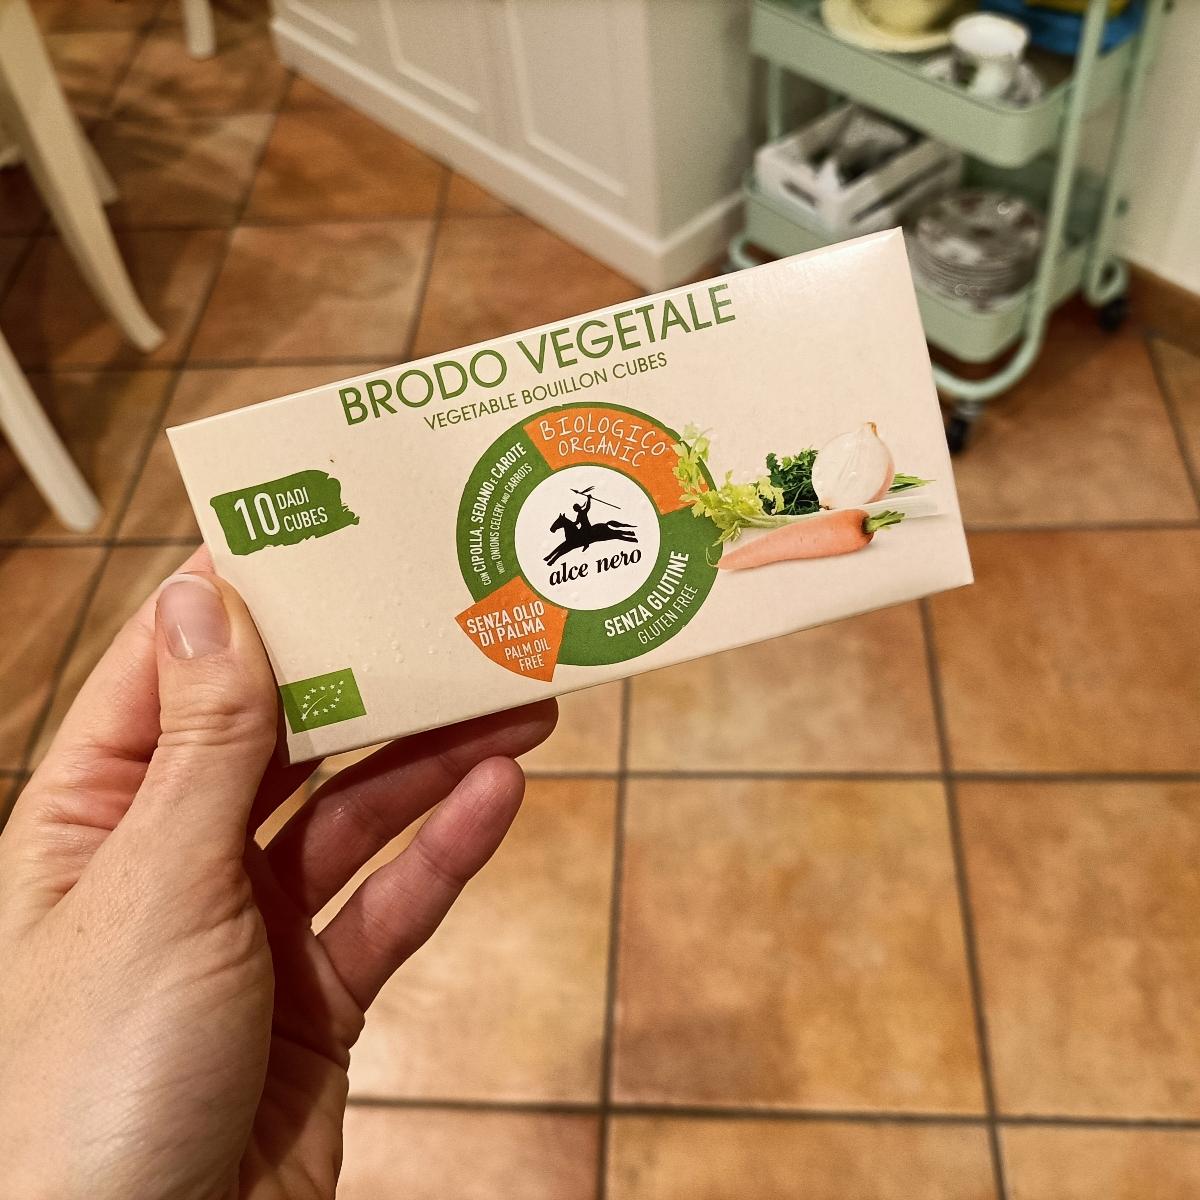 BRODO VEGETALE
VEGETABLE BOUILLON CUBES
10 DADI
CUBES
BIOLOGICO
ORGANIC
CON CIPOLLA, SEDANO E CAROTE
WITH ONIONS CELERY AND CARROTS
alce nero
SENZA OLIO
DI PALMA
PALM OIL
FREE
SENZA GLUTINE
GLUTEN FREE